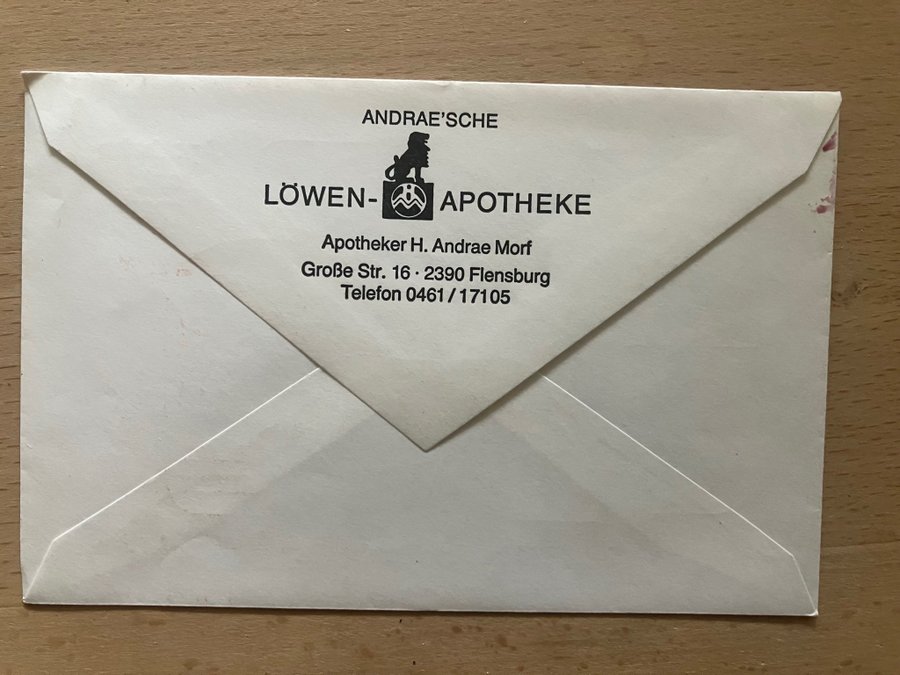 ANDRAE'SCHE
LÖWEN-APOTHEKE
Apotheker H. Andrae Morf
Große Str. 16 · 2390 Flensburg
Telefon 0461/17105